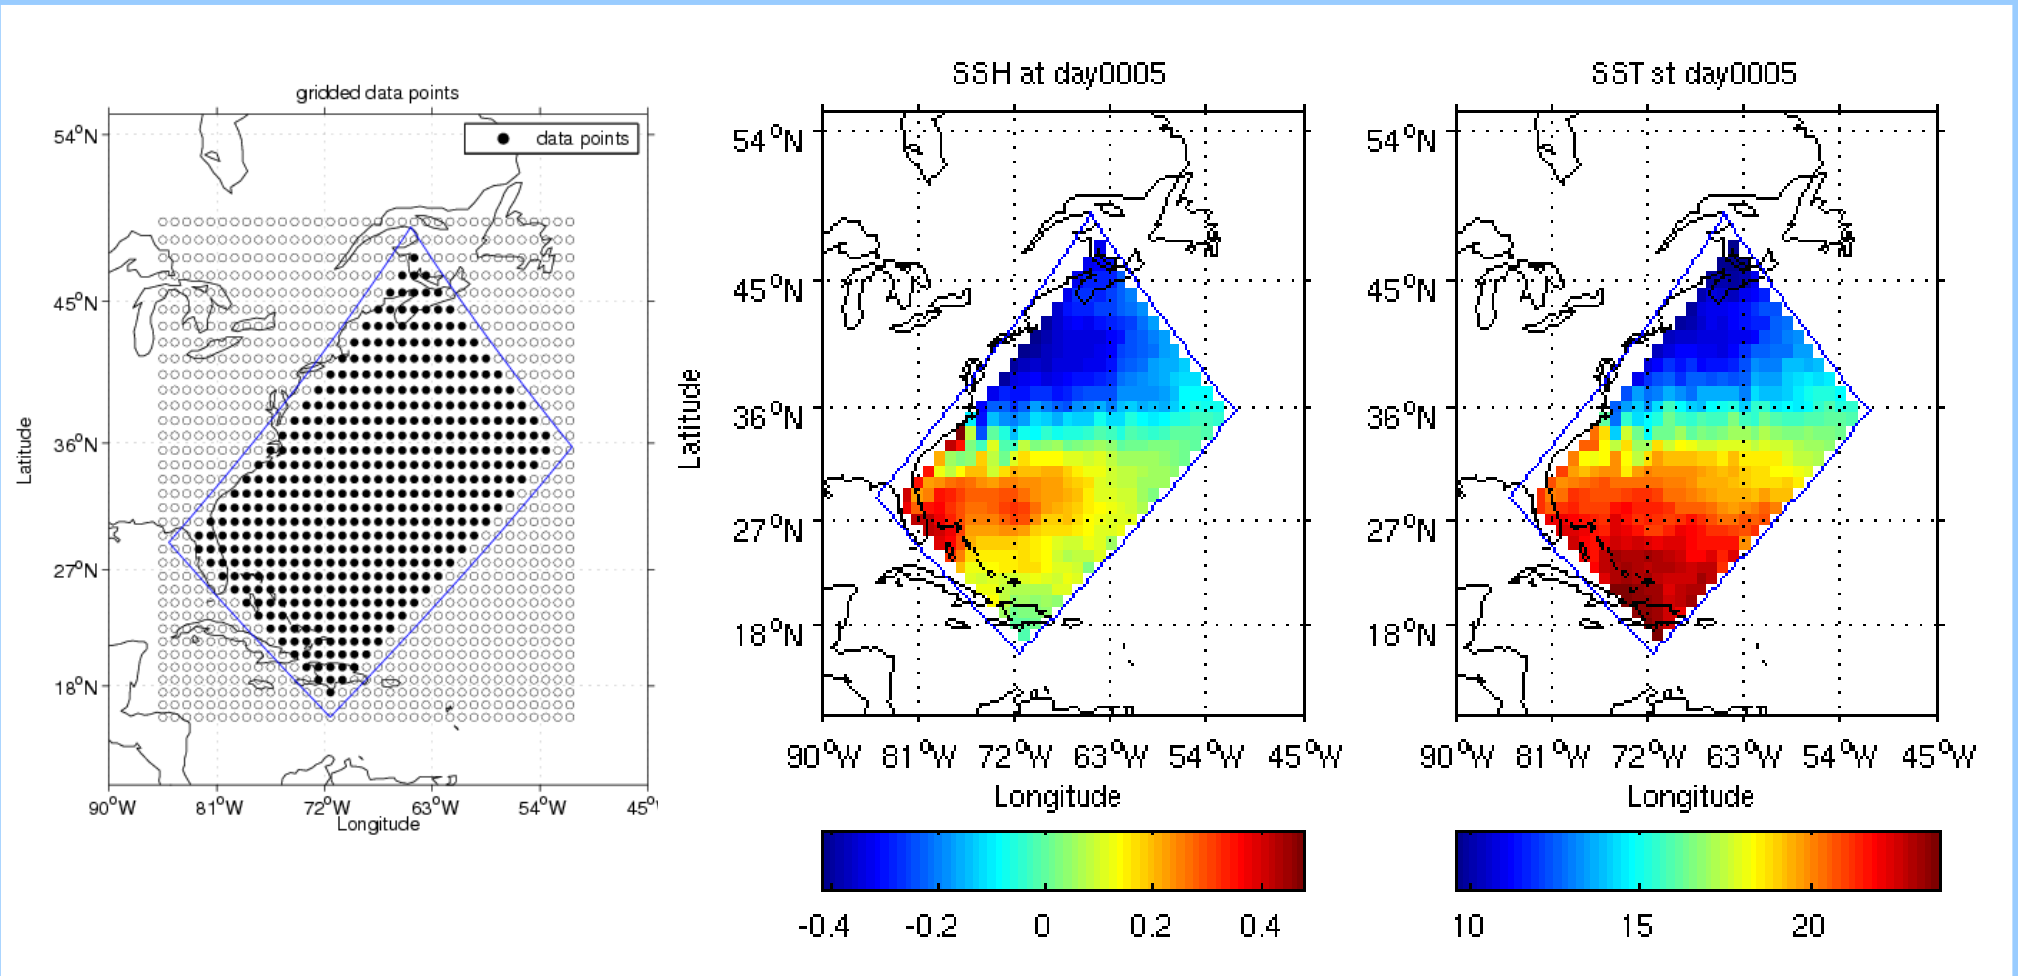 gridded data points
data points
54°N
45°N
36°N
27°N
18°N
Latitude
90°W 81°W 72°W 63°W 54°W 45°
Longitude
SSH at day0005
54°N
45°N
36°N
27°N
18°N
Latitude
90°W 81°W 72°W 63°W 54°W 45°W
Longitude
-0.4 -0.2 0 0.2 0.4
SST st day0005
54°N
45°N
36°N
27°N
18°N
90°W 81°W 72°W 63°W 54°W 45°W
Longitude
10 15 20